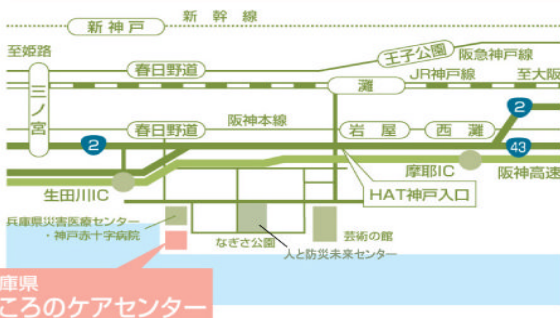 新幹線
新神戸
至姫路
王子公園
阪急神戸線
春日野道
JR神戸線
至大阪
灘
三ノ宮
2
阪神本線
春日野道
岩屋
西灘
2
43
摩耶IC
阪神高速
生田川IC
HAT神戸入口
兵庫県災害医療センター
・神戸赤十字病院
なぎさ公園
芸術の館
人と防災未来センター
庫県
ころのケアセンター